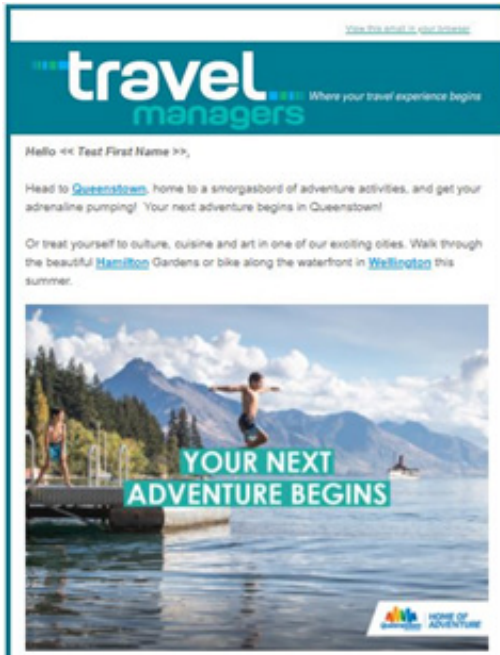 View this email in your browser
travel
managers
Where your travel experience begins
Hello << Test First Name >>,
Head to Queenstown, home to a smorgasbord of adventure activities, and get your
adrenaline pumping! Your next adventure begins in Queenstown!
Or treat yourself to culture, cuisine and art in one of our exciting cities. Walk through
the beautiful Hamilton Gardens or bike along the waterfront in Wellington this
summer.
YOUR NEXT
ADVENTURE BEGINS
Queenstown
HOME OF
ADVENTURE